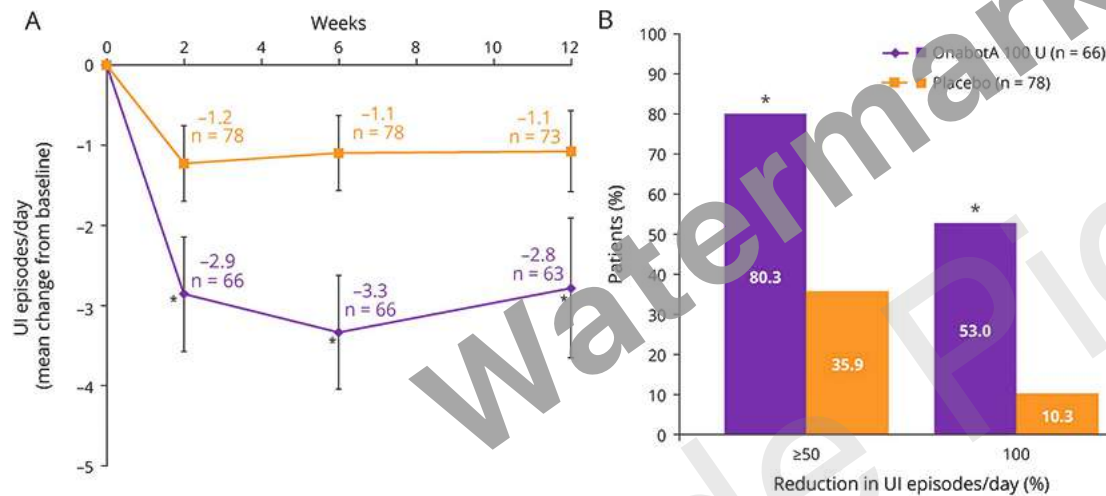 A
Weeks
0 2 4 6 8 10 12
0
−1
−2
−3
−4
−5
UI episodes/day
(mean change from baseline)
−1.2
n = 78
−1.1
n = 78
−1.1
n = 73
−2.9
n = 66
*
−3.3
n = 66
*
−2.8
n = 63
*
B
100
90
80
70
60
50
40
30
20
10
0
Patients (%)
OnabotA 100 U (n = 66)
Placebo (n = 78)
*
80.3
35.9
*
53.0
10.3
≥50 100
Reduction in UI episodes/day (%)
Watermark